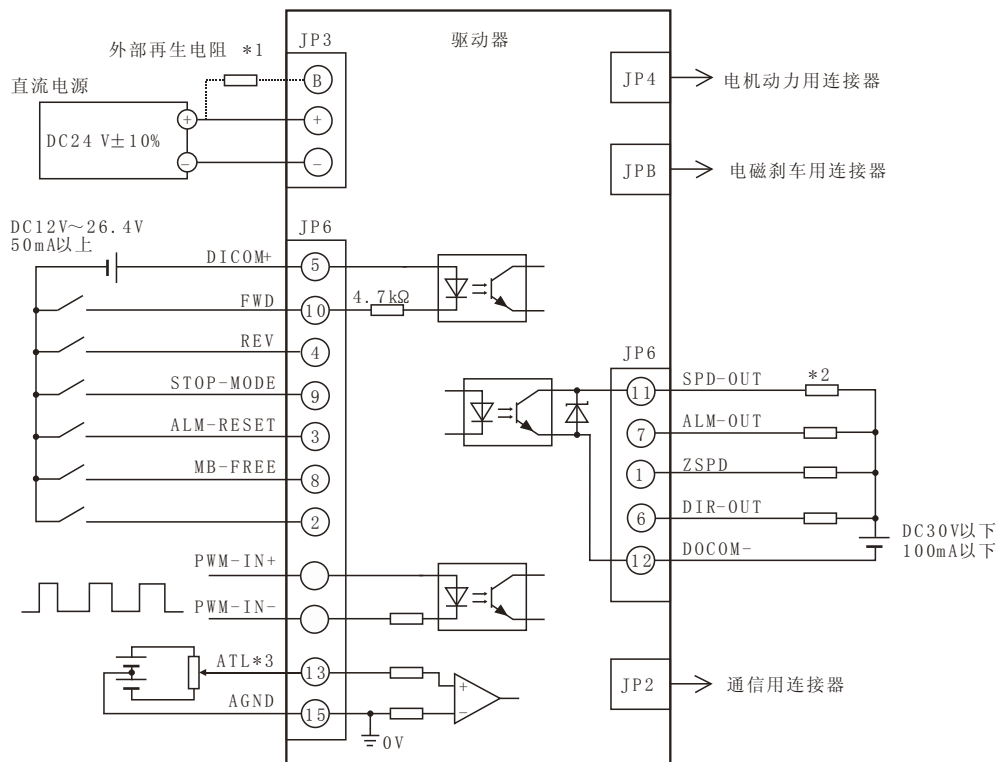 驱动器
外部再生电阻 *1
JP3
直流电源
B
+
+
DC24 V±10%
−
−
JP4
电机动力用连接器
JPB
电磁刹车用连接器
DC12V～26.4V
50mA以上
JP6
DICOM+
5
FWD
10
4.7kΩ
REV
4
STOP-MODE
9
ALM-RESET
3
MB-FREE
8
2
PWM-IN+
PWM-IN-
ATL*3
13
+
AGND
15
−
0V
JP6
11
SPD-OUT
*2
7
ALM-OUT
1
ZSPD
6
DIR-OUT
12
DOCOM-
DC30V以下
100mA以下
JP2
通信用连接器